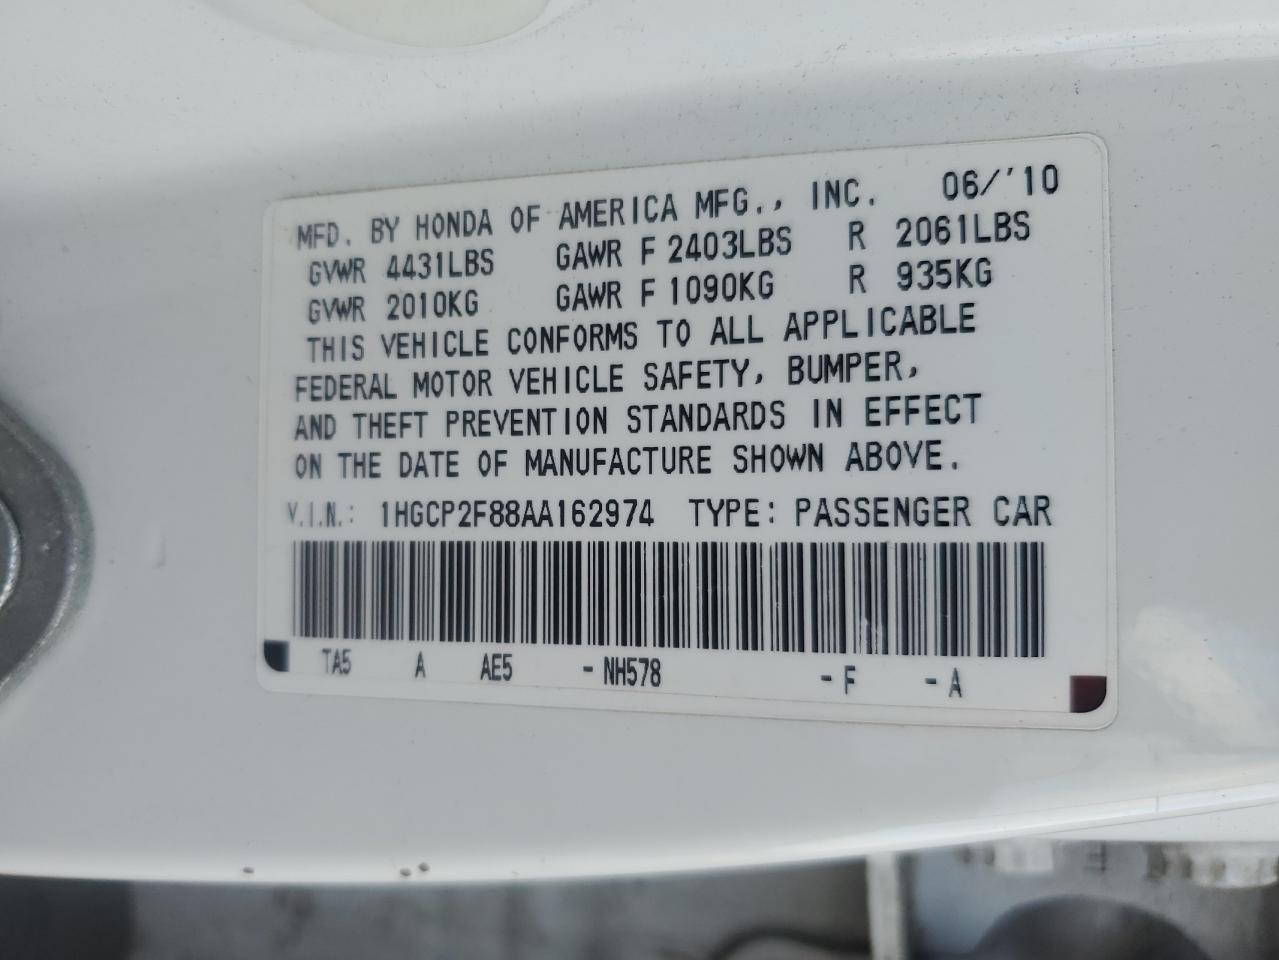 MFD. BY HONDA OF AMERICA MFG., INC. 06/'10
GVWR 4431LBS GAWR F 2403LBS R 2061LBS
GVWR 2010KG GAWR F 1090KG R 935KG
THIS VEHICLE CONFORMS TO ALL APPLICABLE
FEDERAL MOTOR VEHICLE SAFETY, BUMPER,
AND THEFT PREVENTION STANDARDS IN EFFECT
ON THE DATE OF MANUFACTURE SHOWN ABOVE.
V.I.N.: 1HGCP2F88AA162974 TYPE: PASSENGER CAR
TA5 A AE5 - NH578 - F - A